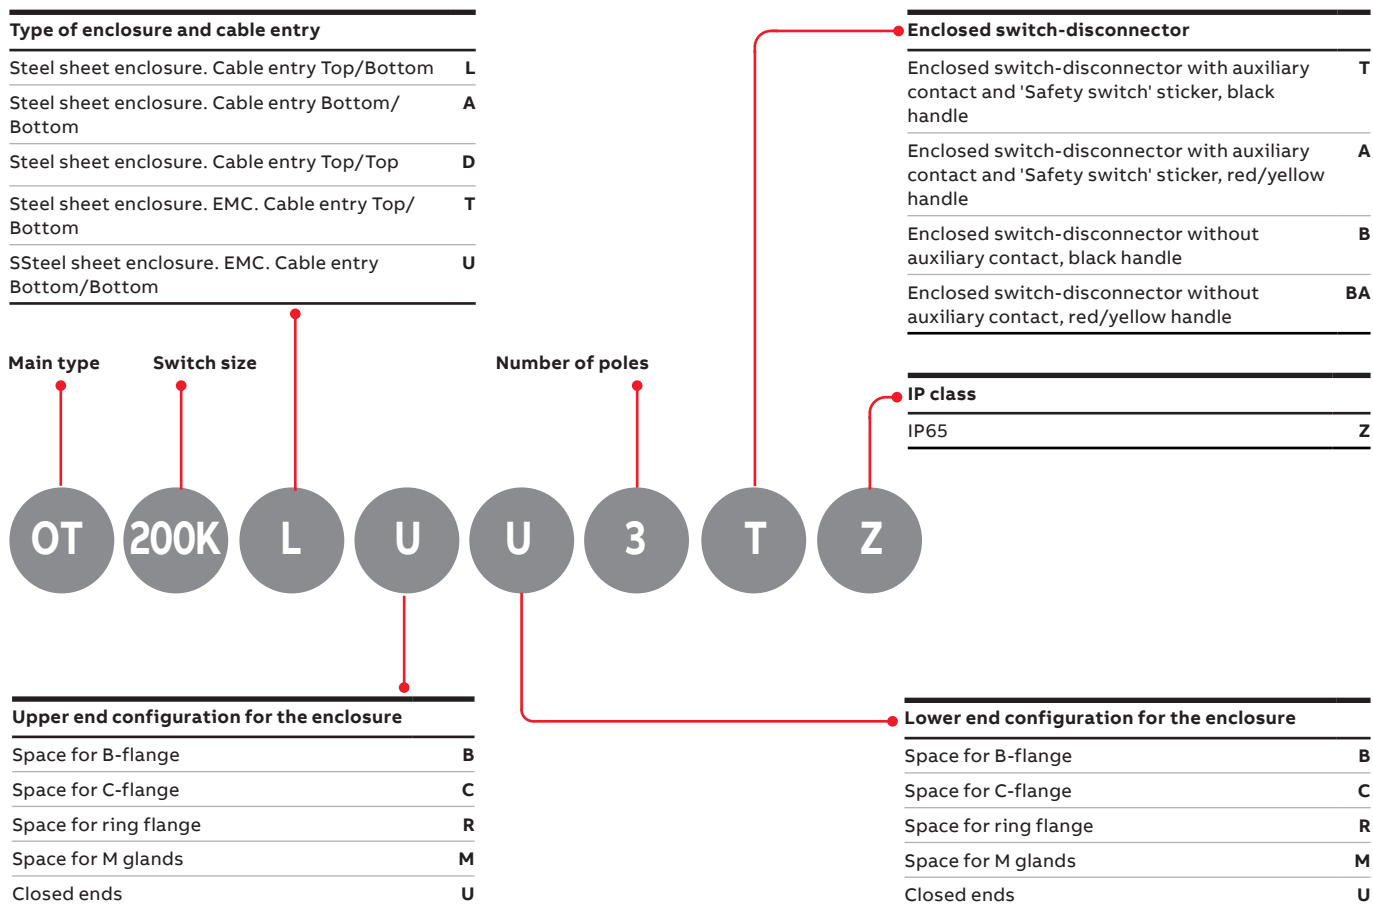 Type of enclosure and cable entry
Steel sheet enclosure. Cable entry Top/Bottom L
Steel sheet enclosure. Cable entry Bottom/ A
Bottom
Steel sheet enclosure. Cable entry Top/Top D
Steel sheet enclosure. EMC. Cable entry Top/ T
Bottom
SSteel sheet enclosure. EMC. Cable entry U
Bottom/Bottom
Enclosed switch-disconnector
Enclosed switch-disconnector with auxiliary T
contact and 'Safety switch' sticker, black
handle
Enclosed switch-disconnector with auxiliary A
contact and 'Safety switch' sticker, red/yellow
handle
Enclosed switch-disconnector without B
auxiliary contact, black handle
Enclosed switch-disconnector without BA
auxiliary contact, red/yellow handle
Main type Switch size Number of poles
IP class
IP65 Z
OT 200K L U U 3 T Z
Upper end configuration for the enclosure
Space for B-flange B
Space for C-flange C
Space for ring flange R
Space for M glands M
Closed ends U
Lower end configuration for the enclosure
Space for B-flange B
Space for C-flange C
Space for ring flange R
Space for M glands M
Closed ends U